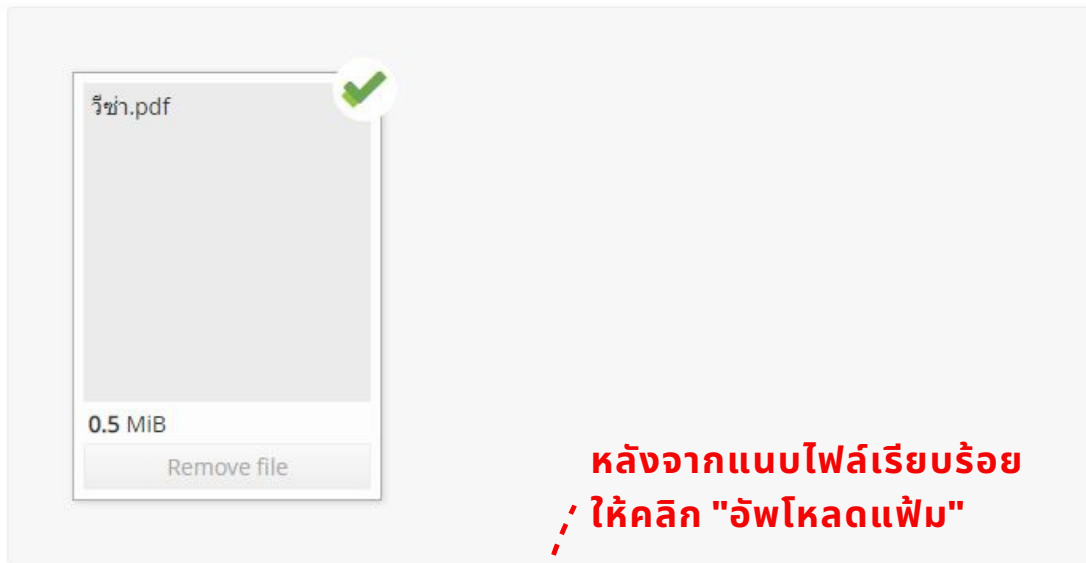 วีซ่า.pdf
0.5 MiB
Remove file
หลังจากแนบไฟล์เรียบร้อย
ให้คลิก "อัพโหลดแฟ้ม"